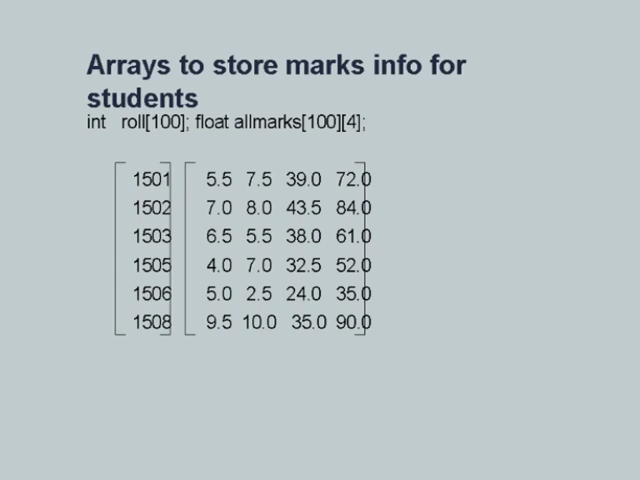 Arrays to store marks info for
students
int roll[100]; float allmarks[100][4];
1501 5.5 7.5 39.0 72.0
1502 7.0 8.0 43.5 84.0
1503 6.5 5.5 38.0 61.0
1505 4.0 7.0 32.5 52.0
1506 5.0 2.5 24.0 35.0
1508 9.5 10.0 35.0 90.0